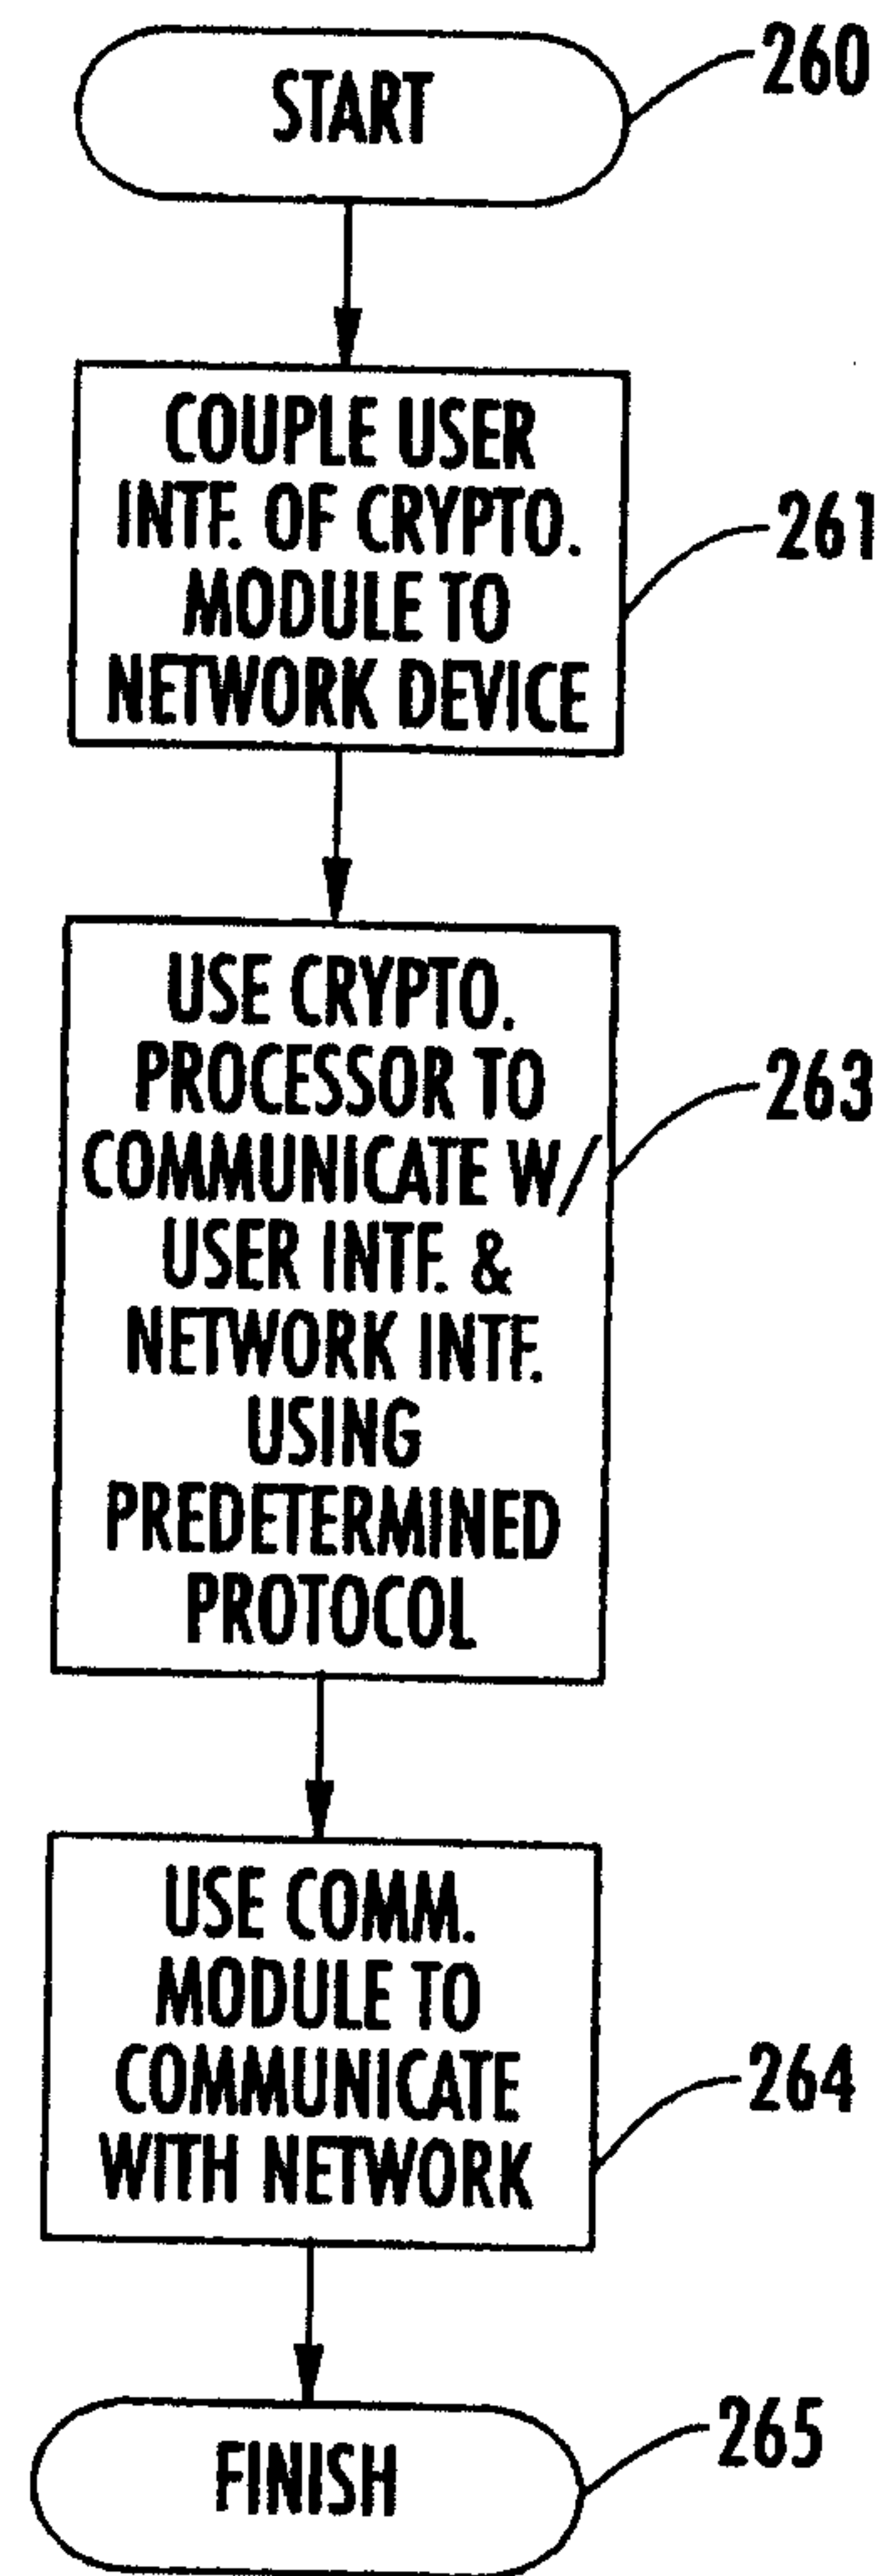 START
260
COUPLE USER
INTF. OF CRYPTO.
MODULE TO
NETWORK DEVICE
261
USE CRYPTO.
PROCESSOR TO
COMMUNICATE W/
USER INTF. &
NETWORK INTF.
USING
PREDETERMINED
PROTOCOL
263
USE COMM.
MODULE TO
COMMUNICATE
WITH NETWORK
264
FINISH
265